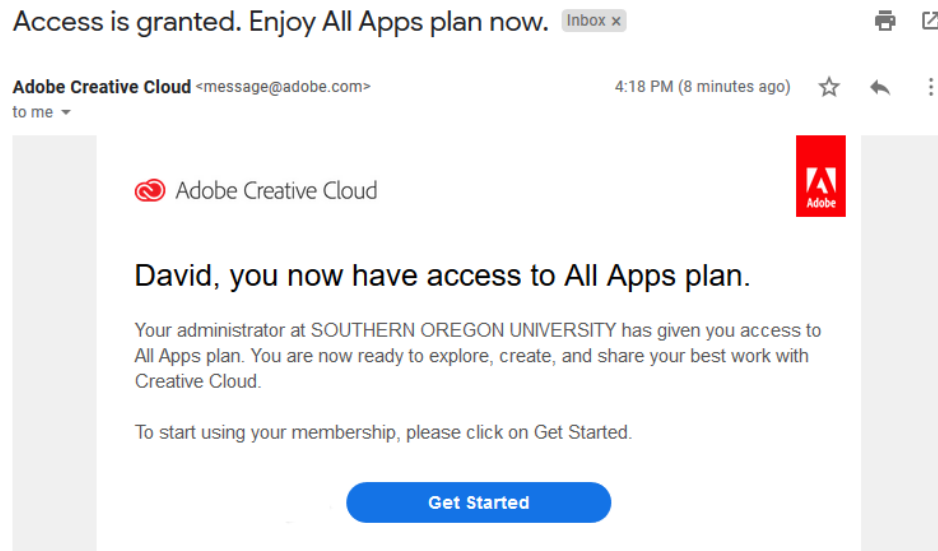 Access is granted. Enjoy All Apps plan now. Inbox x
Adobe Creative Cloud <message@adobe.com> 4:18 PM (8 minutes ago)
to me
Adobe Creative Cloud
Adobe
David, you now have access to All Apps plan.
Your administrator at SOUTHERN OREGON UNIVERSITY has given you access to
All Apps plan. You are now ready to explore, create, and share your best work with
Creative Cloud.
To start using your membership, please click on Get Started.
Get Started